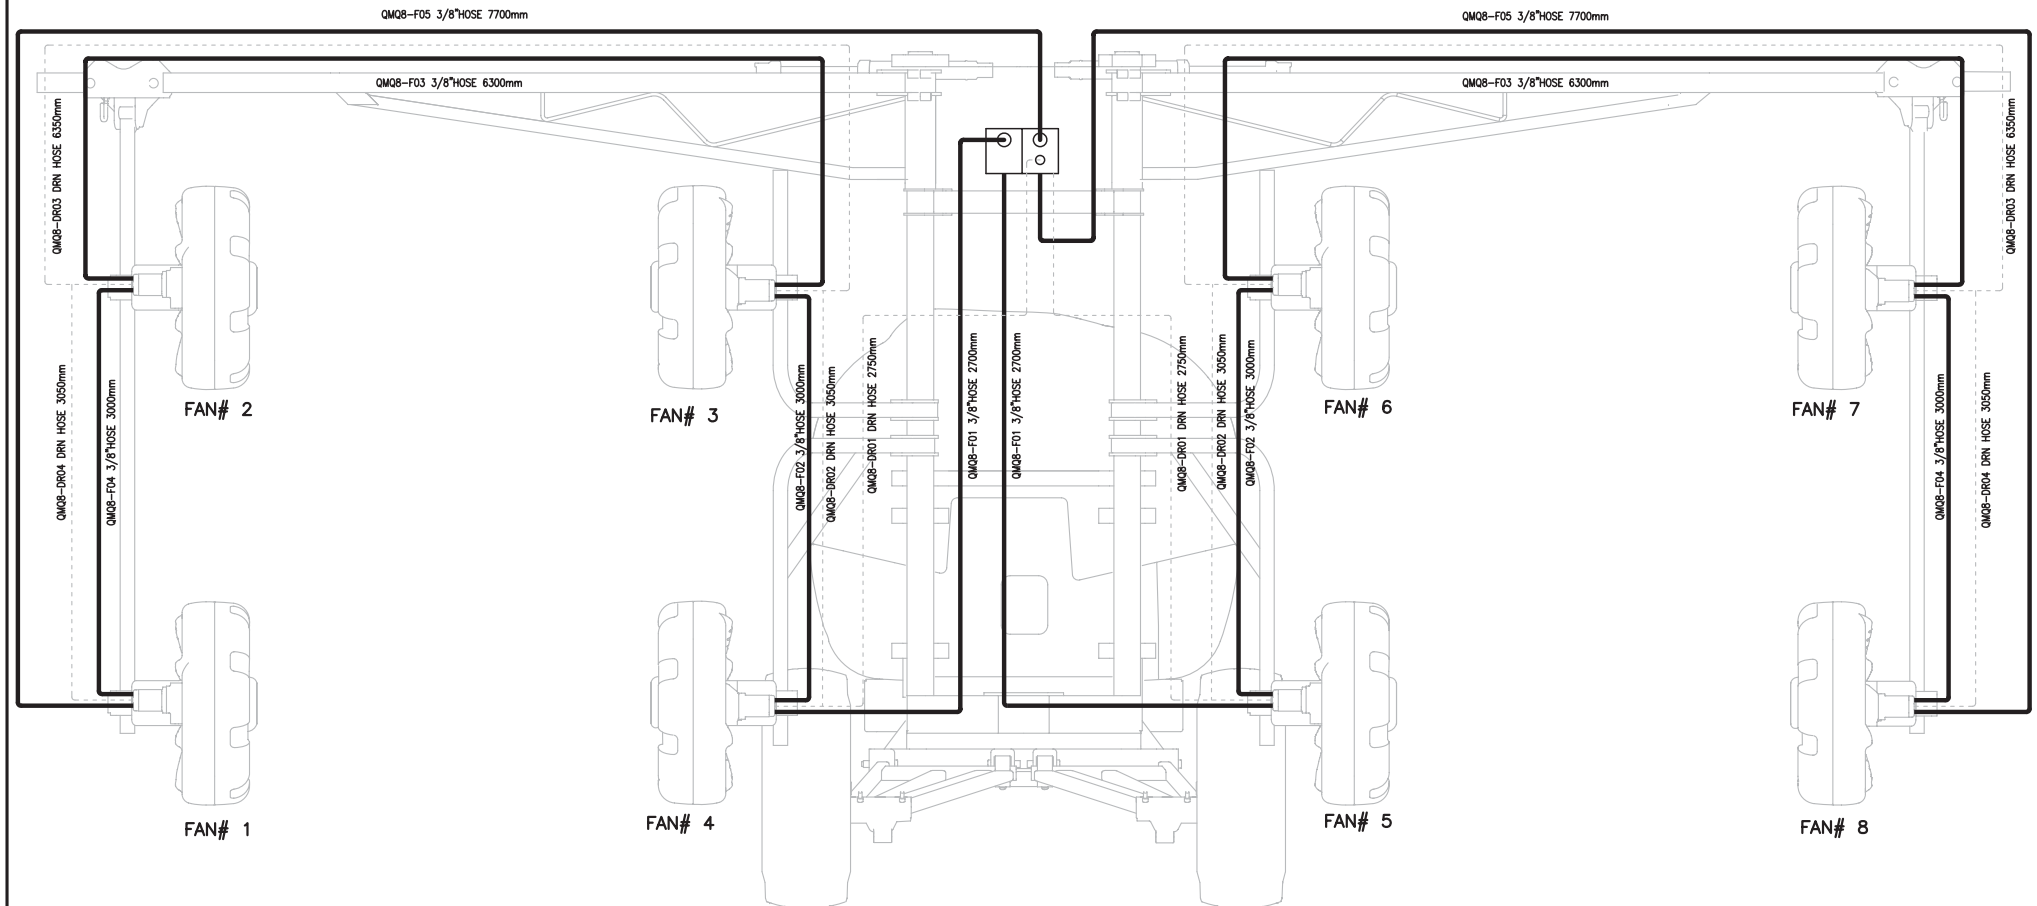 QMQ8-F05 3/8"HOSE 7700mm
QMQ8-F05 3/8"HOSE 7700mm
QMQ8-F03 3/8"HOSE 6300mm
QMQ8-F03 3/8"HOSE 6300mm
QMQ8-DR03 DRN HOSE 6350mm
QMQ8-DR03 DRN HOSE 6350mm
FAN# 2
FAN# 3
FAN# 6
FAN# 7
QMQ8-DR04 DRN HOSE 3050mm
QMQ8-F04 3/8"HOSE 3000mm
QMQ8-F02 3/8"HOSE 3000mm
QMQ8-DR02 DRN HOSE 3050mm
QMQ8-DR01 DRN HOSE 2750mm
QMQ8-F01 3/8"HOSE 2700mm
QMQ8-F01 3/8"HOSE 2700mm
QMQ8-DR01 DRN HOSE 2750mm
QMQ8-DR02 DRN HOSE 3050mm
QMQ8-F02 3/8"HOSE 3000mm
QMQ8-F04 3/8"HOSE 3000mm
QMQ8-DR04 DRN HOSE 3050mm
FAN# 1
FAN# 4
FAN# 5
FAN# 8